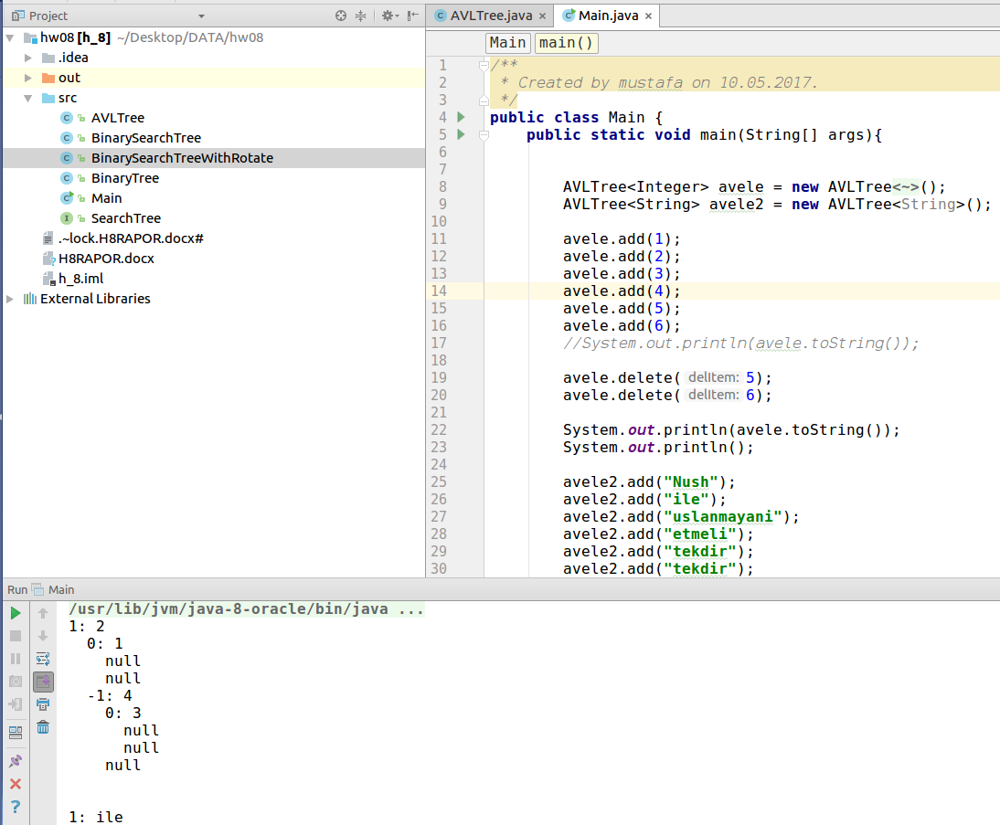 Project
hw08 [h_8] ~/Desktop/DATA/hw08
.idea
out
src
AVLTree
BinarySearchTree
BinarySearchTreeWithRotate
BinaryTree
Main
SearchTree
.~lock.H8RAPOR.docx#
H8RAPOR.docx
h_8.iml
External Libraries
AVLTree.java × Main.java ×
Main main()
1 /**
2 * Created by mustafa on 10.05.2017.
3 */
4 public class Main {
5 public static void main(String[] args){
6
7
8 AVLTree<Integer> avele = new AVLTree<~>();
9 AVLTree<String> avele2 = new AVLTree<String>();
10
11 avele.add(1);
12 avele.add(2);
13 avele.add(3);
14 avele.add(4);
15 avele.add(5);
16 avele.add(6);
17 //System.out.println(avele.toString());
18
19 avele.delete( delItem: 5);
20 avele.delete( delItem: 6);
21
22 System.out.println(avele.toString());
23 System.out.println();
24
25 avele2.add("Nush");
26 avele2.add("ile");
27 avele2.add("uslanmayani");
28 avele2.add("etmeli");
29 avele2.add("tekdir");
30 avele2.add("tekdir");
Run Main
/usr/lib/jvm/java-8-oracle/bin/java ...
1: 2
0: 1
null
null
-1: 4
0: 3
null
null
null
1: ile